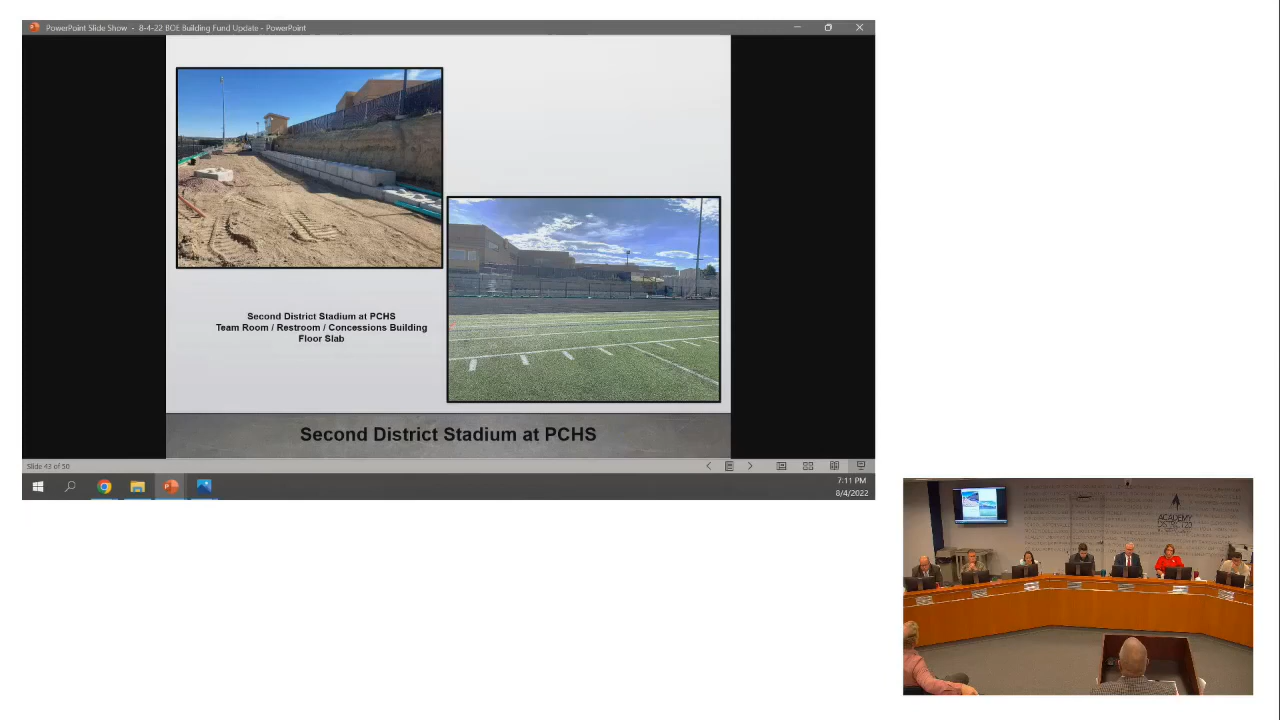 PowerPoint Slide Show - 8-4-22 BOE Building Fund Update - PowerPoint
Second District Stadium at PCHS
Team Room / Restroom / Concessions Building
Floor Slab
Second District Stadium at PCHS
Slide 43 of 50
7:11 PM
8/4/2022
ACADEMY